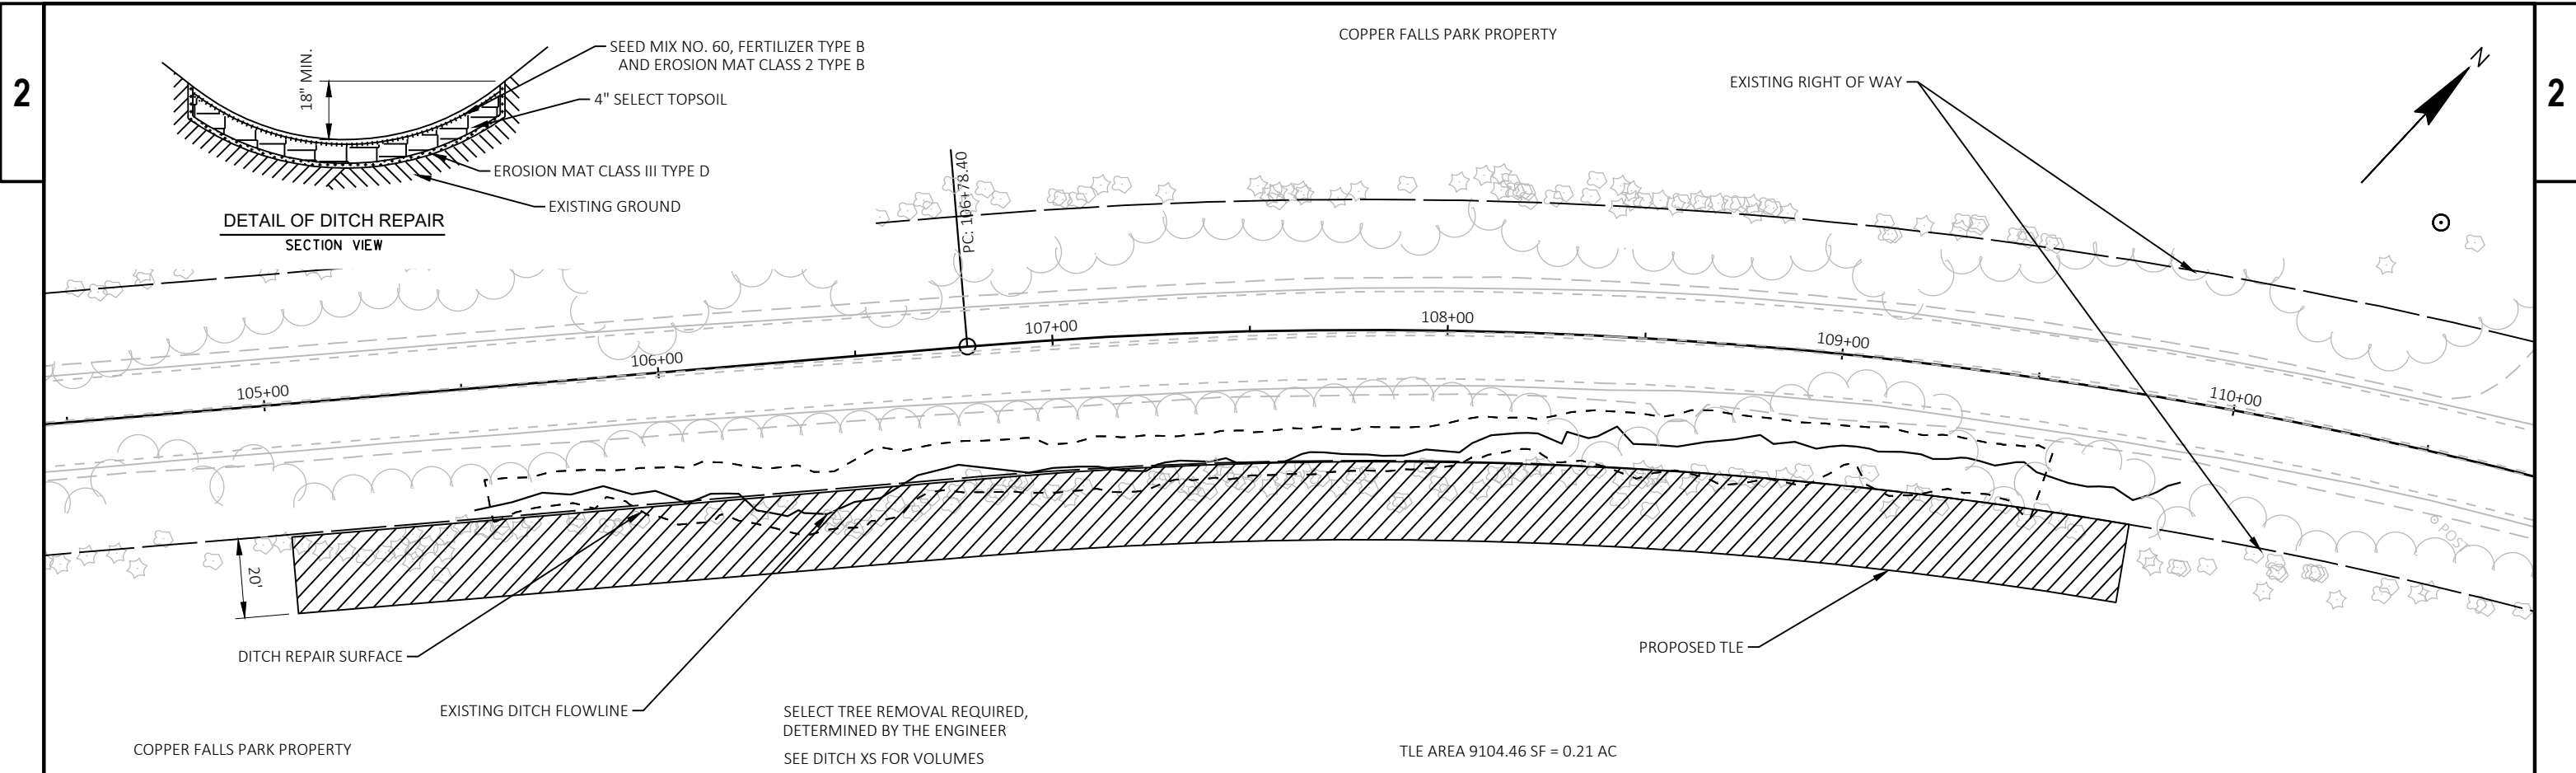 2
2
COPPER FALLS PARK PROPERTY
SEED MIX NO. 60, FERTILIZER TYPE B
AND EROSION MAT CLASS 2 TYPE B
18" MIN.
4" SELECT TOPSOIL
EROSION MAT CLASS III TYPE D
EXISTING GROUND
DETAIL OF DITCH REPAIR
SECTION VIEW
EXISTING RIGHT OF WAY
N
PC: 106+78.40
105+00
106+00
107+00
108+00
109+00
110+00
POST
20'
DITCH REPAIR SURFACE
PROPOSED TLE
EXISTING DITCH FLOWLINE
SELECT TREE REMOVAL REQUIRED,
DETERMINED BY THE ENGINEER
SEE DITCH XS FOR VOLUMES
COPPER FALLS PARK PROPERTY
TLE AREA 9104.46 SF = 0.21 AC